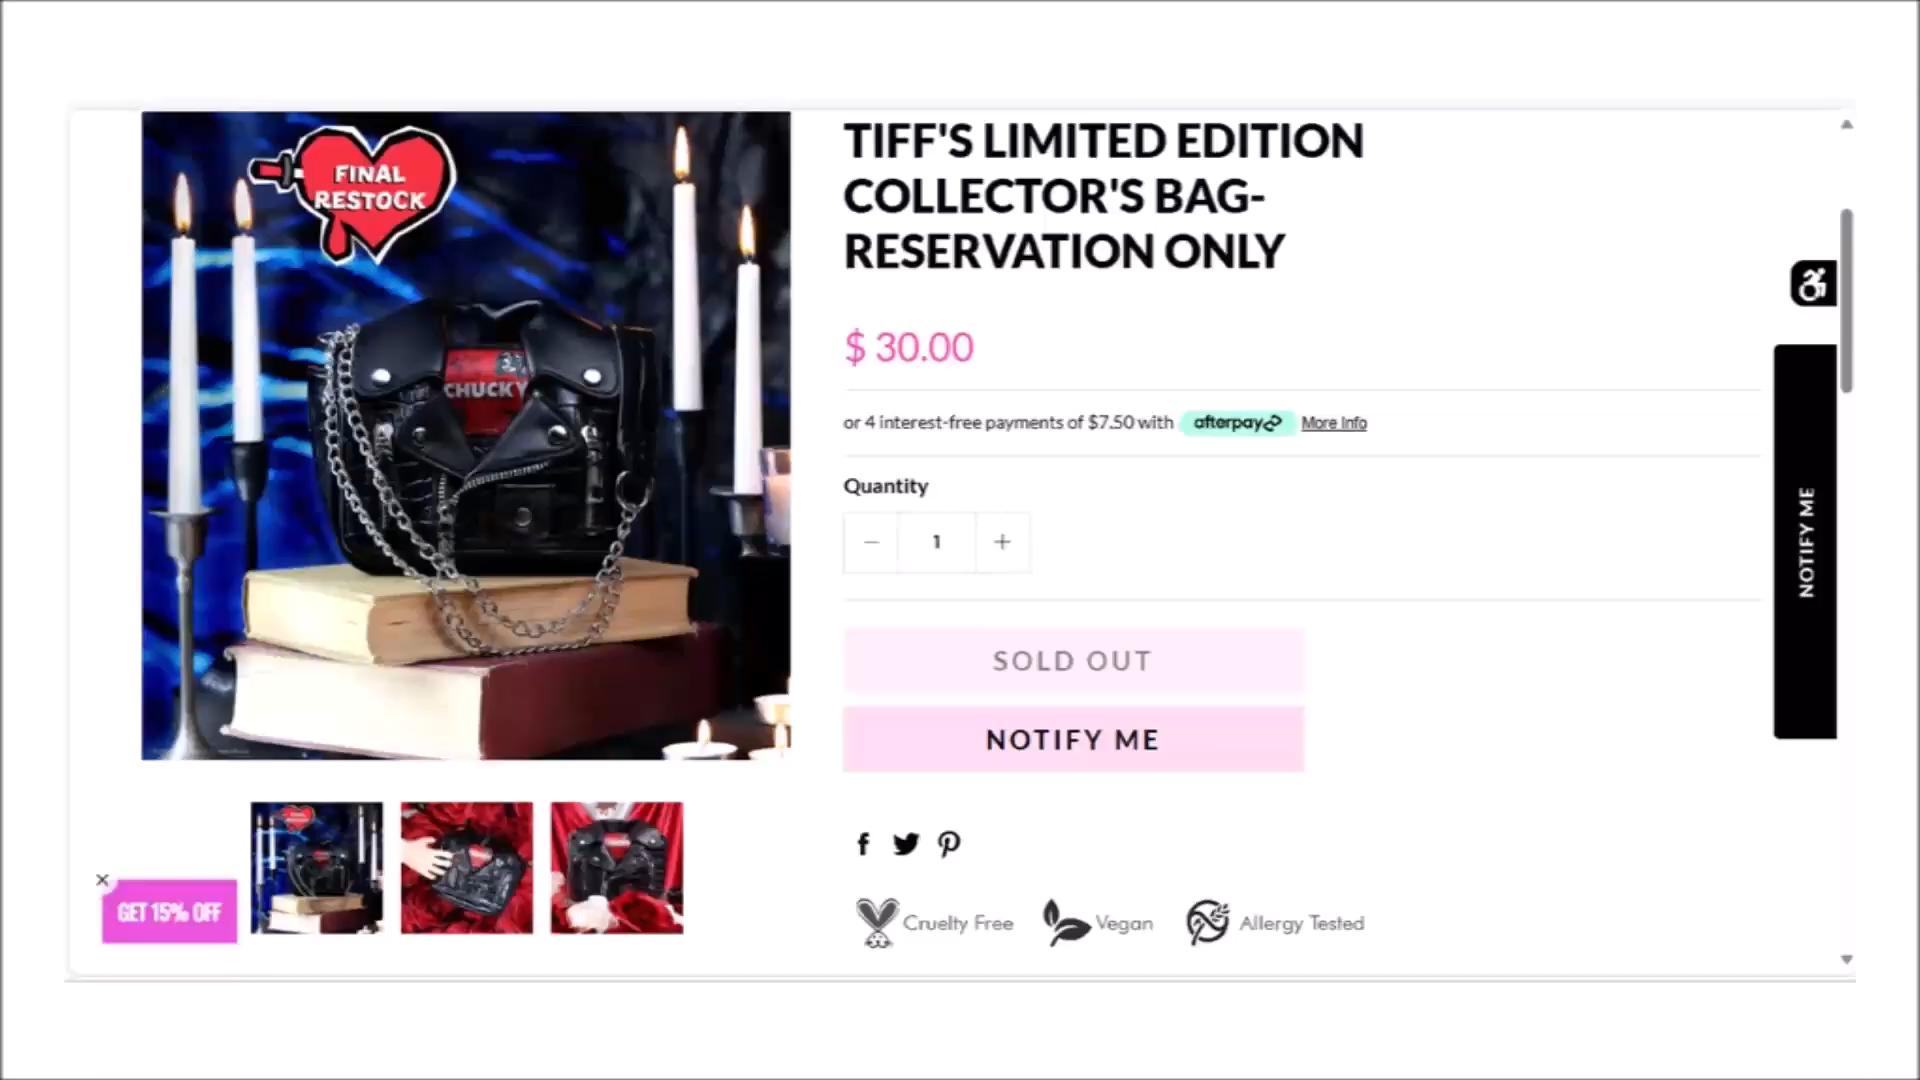 FINAL
RESTOCK
CHUCKY
TIFF'S LIMITED EDITION
COLLECTOR'S BAG-
RESERVATION ONLY
$ 30.00
or 4 interest-free payments of $7.50 with afterpay More Info
Quantity
− 1 +
SOLD OUT
NOTIFY ME
NOTIFY ME
GET 15% OFF
Cruelty Free Vegan Allergy Tested